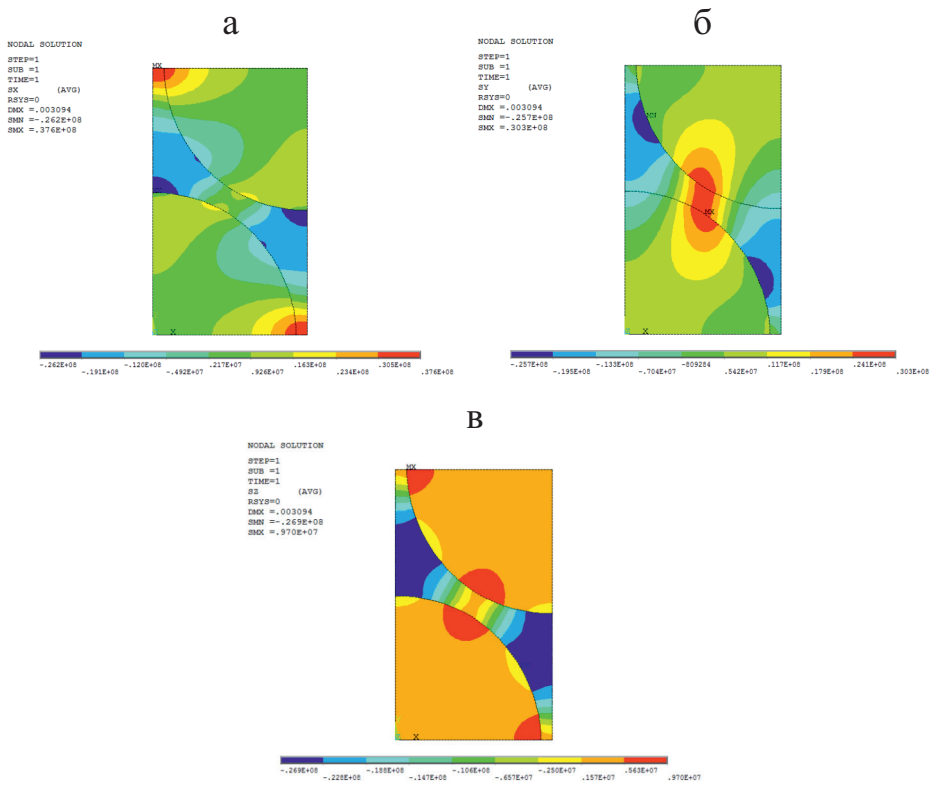 а
NODAL SOLUTION
STEP=1
SUB =1
TIME=1
SX (AVG)
RSYS=0
DMX =.003094
SMN =-.262E+08
SMX =.376E+08
MX
X
-.262E+08 -.191E+08 -.120E+08 -.492E+07 .217E+07 .926E+07 .163E+08 .234E+08 .305E+08 .376E+08
б
NODAL SOLUTION
STEP=1
SUB =1
TIME=1
SY (AVG)
RSYS=0
DMX =.003094
SMN =-.257E+08
SMX =.303E+08
MN
MX
X
-.257E+08 -.195E+08 -.133E+08 -.704E+07 -809284 .542E+07 .117E+08 .179E+08 .241E+08 .303E+08
в
NODAL SOLUTION
STEP=1
SUB =1
TIME=1
SZ (AVG)
RSYS=0
DMX =.003094
SMN =-.269E+08
SMX =.970E+07
MX
X
-.269E+08 -.228E+08 -.188E+08 -.147E+08 -.106E+08 -.657E+07 -.250E+07 .157E+07 .563E+07 .970E+07